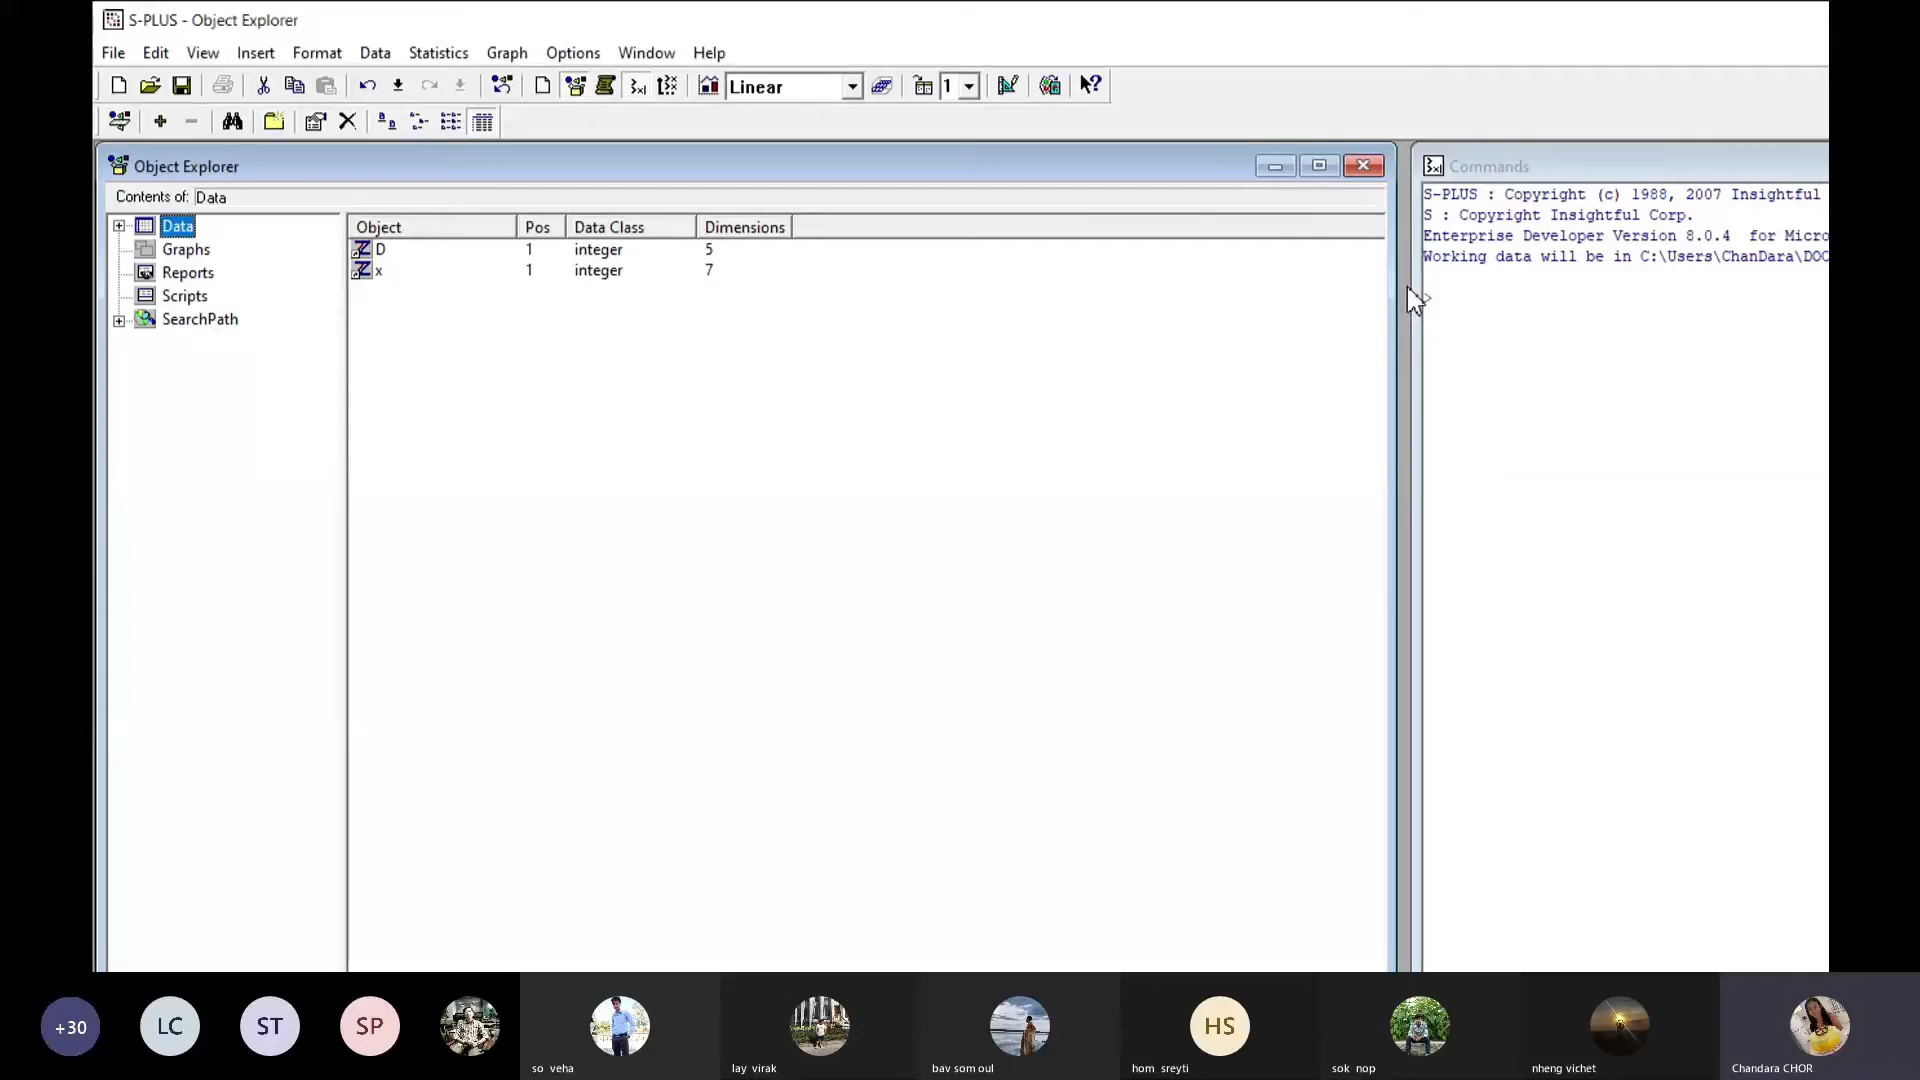 S-PLUS - Object Explorer
File Edit View Insert Format Data Statistics Graph Options Window Help
Linear 1
Object Explorer
Contents of: Data
Data
Graphs
Reports
Scripts
SearchPath
Object Pos Data Class Dimensions
D 1 integer 5
x 1 integer 7
Commands
S-PLUS : Copyright (c) 1988, 2007 Insightful
S : Copyright Insightful Corp.
Enterprise Developer Version 8.0.4 for Micro
Working data will be in C:\Users\ChanDara\DOC
>
+30 LC ST SP HS
so veha lay virak bav som oul hom sreyti sok nop nheng vichet Chandara CHOR